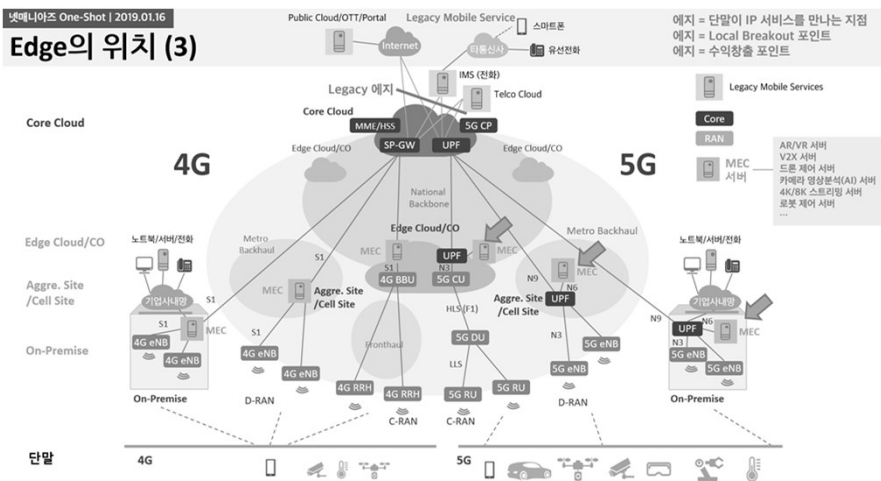 넷매니아즈 One-Shot | 2019.01.16
Edge의 위치 (3)
Public Cloud/OTT/Portal
Legacy Mobile Service
스마트폰
Internet
타통신사
유선전화
에지 = 단말이 IP 서비스를 만나는 지점
에지 = Local Breakout 포인트
에지 = 수익창출 포인트
IMS (전화)
Legacy 에지
Telco Cloud
Legacy Mobile Services
Core Cloud
Core Cloud
MME/HSS
5G CP
Core
RAN
SP-GW
UPF
Edge Cloud/CO
Edge Cloud/CO
4G
5G
MEC
서버
AR/VR 서버
V2X 서버
드론 제어 서버
카메라 영상분석(AI) 서버
4K/8K 스트리밍 서버
로봇 제어 서버
...
National
Backbone
Edge Cloud/CO
Edge Cloud/CO
노트북/서버/전화
Metro
Backhaul
S1
MEC
UPF
MEC
Metro Backhaul
노트북/서버/전화
S1
N3
4G BBU
5G CU
N9
N6
MEC
Aggre. Site
/Cell Site
기업사내망
S1
MEC
Aggre. Site
/Cell Site
Aggre. Site
/Cell Site
UPF
기업사내망
HLS (F1)
S1
MEC
S1
N3
N9
UPF
N6
MEC
N3
On-Premise
4G eNB
4G eNB
4G eNB
4G eNB
Fronthaul
5G DU
LLS
5G eNB
5G eNB
5G eNB
5G eNB
4G RRH
4G RRH
5G RU
5G RU
On-Premise
D-RAN
C-RAN
C-RAN
D-RAN
On-Premise
단말
4G
5G